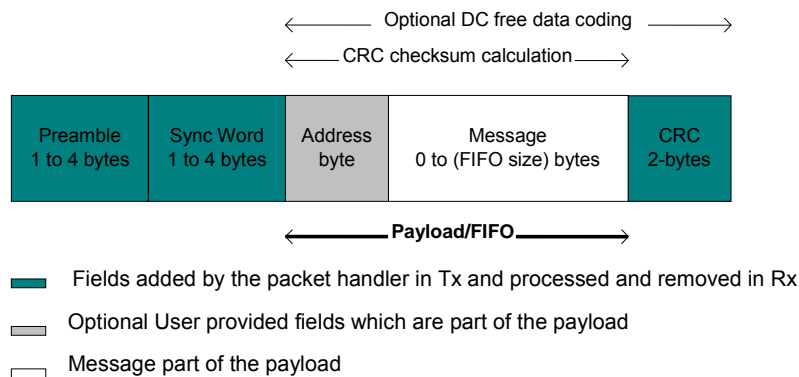 Optional DC free data coding
CRC checksum calculation
Preamble
1 to 4 bytes
Sync Word
1 to 4 bytes
Address
byte
Message
0 to (FIFO size) bytes
CRC
2-bytes
Payload/FIFO
Fields added by the packet handler in Tx and processed and removed in Rx
Optional User provided fields which are part of the payload
Message part of the payload